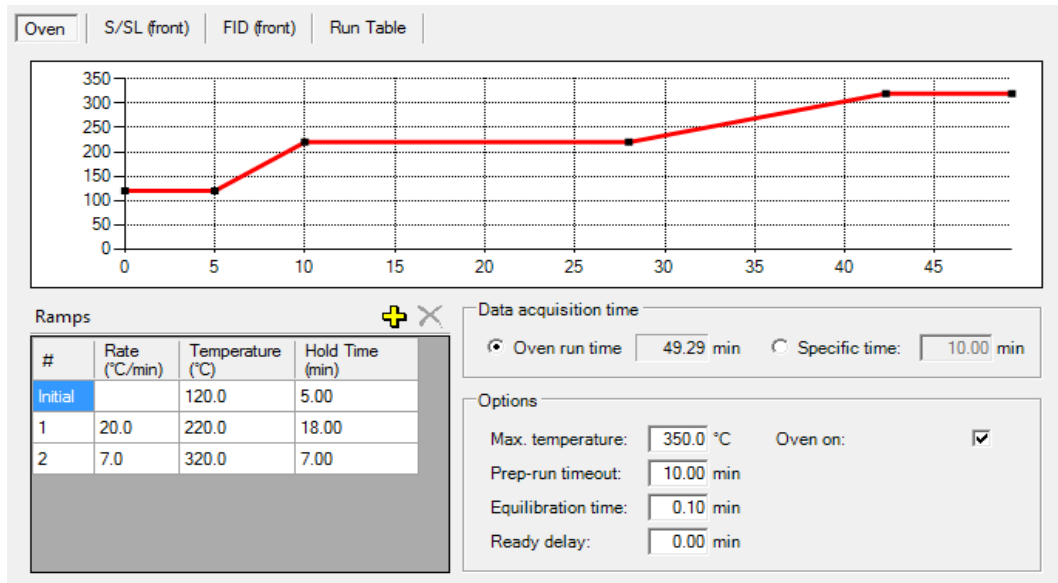 Oven S/SL (front) FID (front) Run Table
350
300
250
200
150
100
50
0
0 5 10 15 20 25 30 35 40 45
Ramps
# Rate (°C/min) Temperature (°C) Hold Time (min)
Initial 120.0 5.00
1 20.0 220.0 18.00
2 7.0 320.0 7.00
Data acquisition time
Oven run time 49.29 min Specific time: 10.00 min
Options
Max. temperature: 350.0 °C Oven on:
Prep-run timeout: 10.00 min
Equilibration time: 0.10 min
Ready delay: 0.00 min